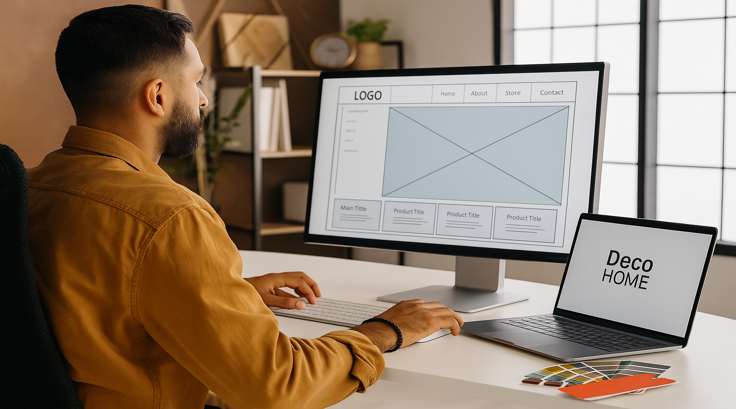 LOGO
Home
About
Store
Contact
Main Title
Product Title
Product Title
Product Title
Deco
HOME